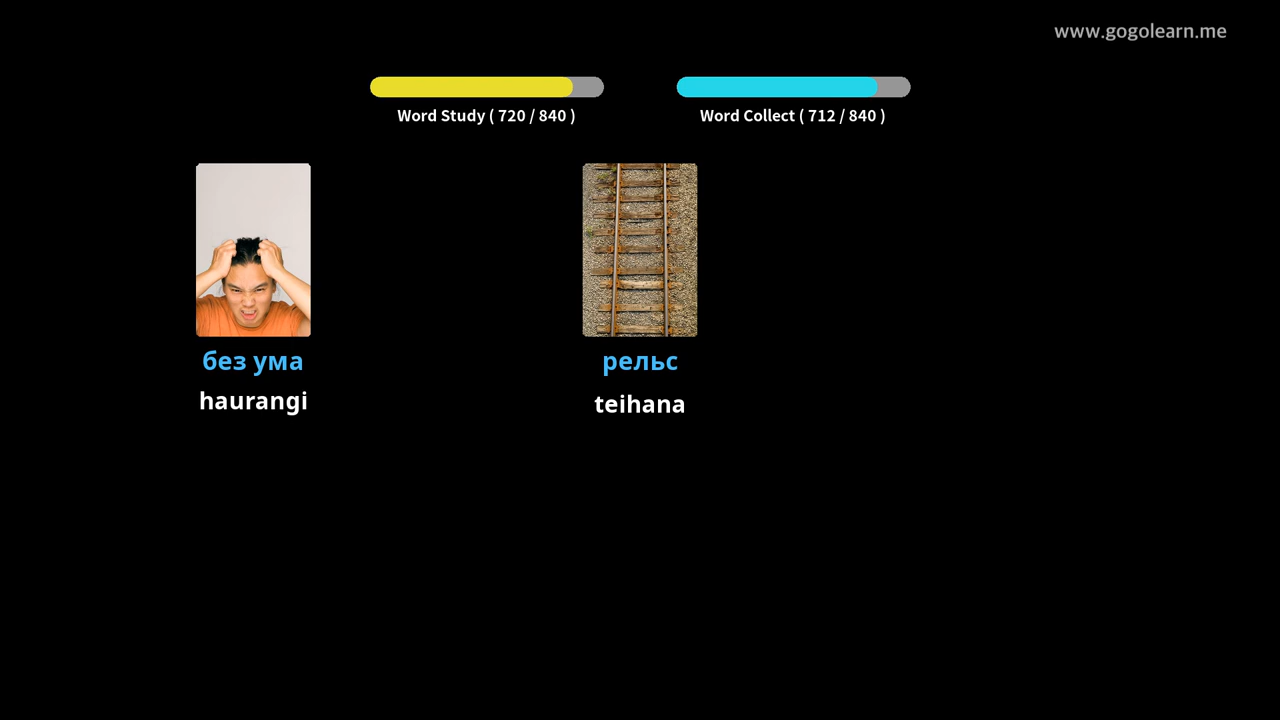 www.gogolearn.me
Word Study ( 720 / 840 )
Word Collect ( 712 / 840 )
без ума
haurangi
рельс
teihana